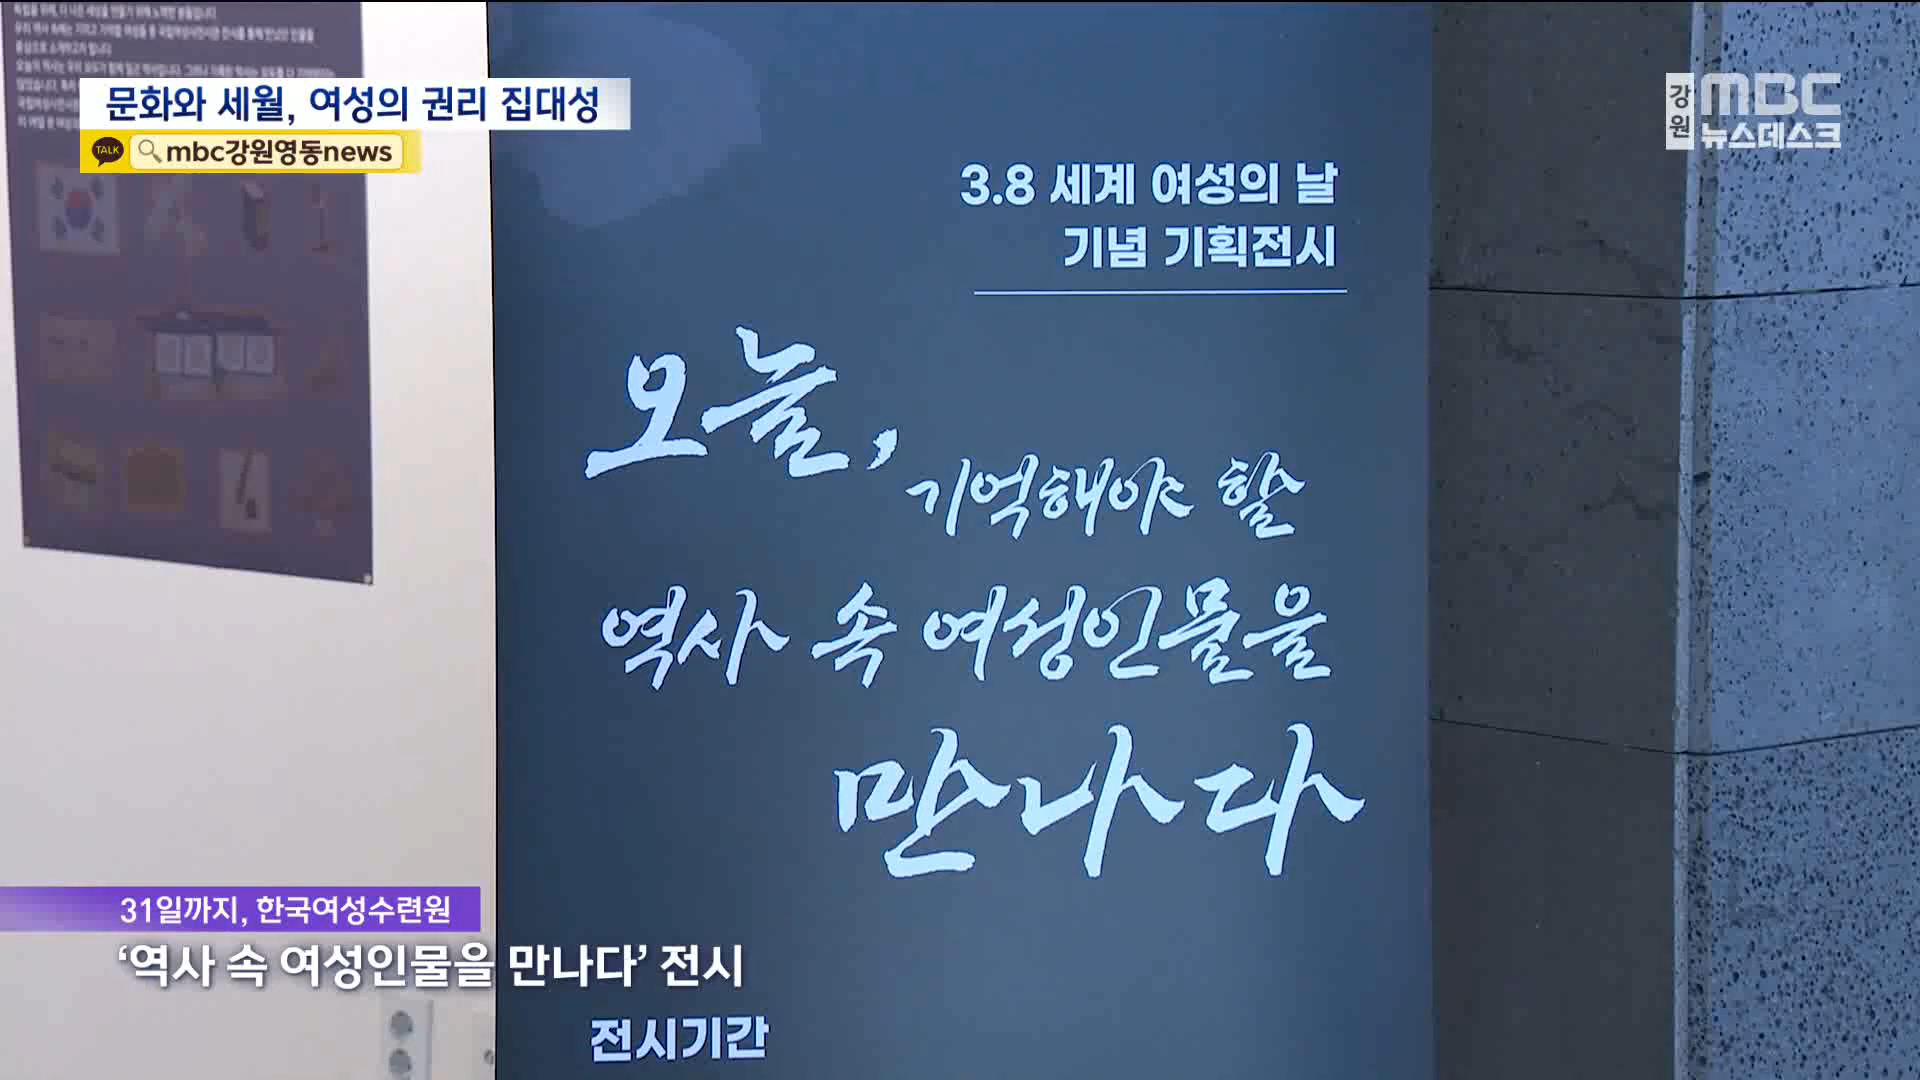 문화와 세월, 여성의 권리 집대성
TALK mbc강원영동news
강원 MBC
뉴스데스크
3.8 세계 여성의 날
기념 기획전시
오늘, 기억해야 할
역사 속 여성인물을
만나다
31일까지, 한국여성수련원
‘역사 속 여성인물을 만나다’ 전시
전시기간